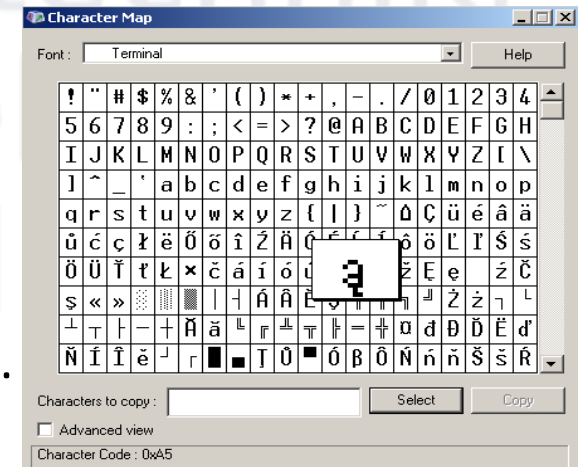 Character Map
Font : Terminal Help
! " # $ % & ' ( ) * + , - . / 0 1 2 3 4
5 6 7 8 9 : ; < = > ? @ A B C D E F G H
I J K L M N O P Q R S T U V W X Y Z [ \
] ^ _ ` a b c d e f g h i j k l m n o p
q r s t u v w x y z { | } ~ ⌂ Ç ü é â ä
ů ć ç ł ë Ő ő î Ź Ä ô ö Ľ ľ Ś ś
Ö Ü Ť ť Ł × č á í ó ą ž Ę ę ź Č
ş « » ░ ▒ ▓ │ ┤ Á Â Ě ╝ Ż ż ┐ └
┴ ┬ ├ ─ ┼ Ă ă ╚ ╔ ╩ ╦ ╠ ═ ╬ ¤ đ Đ Ď Ë ď
Ň Í Î ě ┘ ┌ █ ▄ Ţ Ů ▀ Ó ß Ô Ń ń ň Š š Ŕ
Characters to copy : Select Copy
Advanced view
Character Code : 0xA5